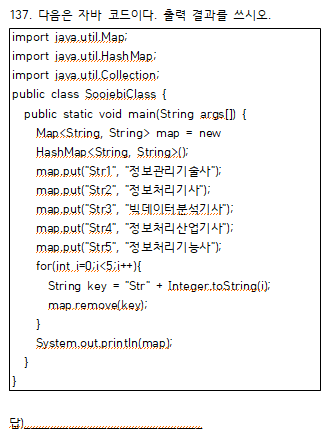 137. 다음은 자바 코드이다. 출력 결과를 쓰시오.
import java.util.Map;
import java.util.HashMap;
import java.util.Collection;
public class SoojebiClass {
public static void main(String args[]) {
Map<String, String> map = new
HashMap<String, String>();
map.put("Str1", "정보관리기술사");
map.put("Str2", "정보처리기사");
map.put("Str3", "빅데이터분석기사");
map.put("Str4", "정보처리산업기사");
map.put("Str5", "정보처리기능사");
for(int i=0;i<5;i++){
String key = "Str" + Integer.toString(i);
map.remove(key);
}
System.out.println(map);
}
}
답)